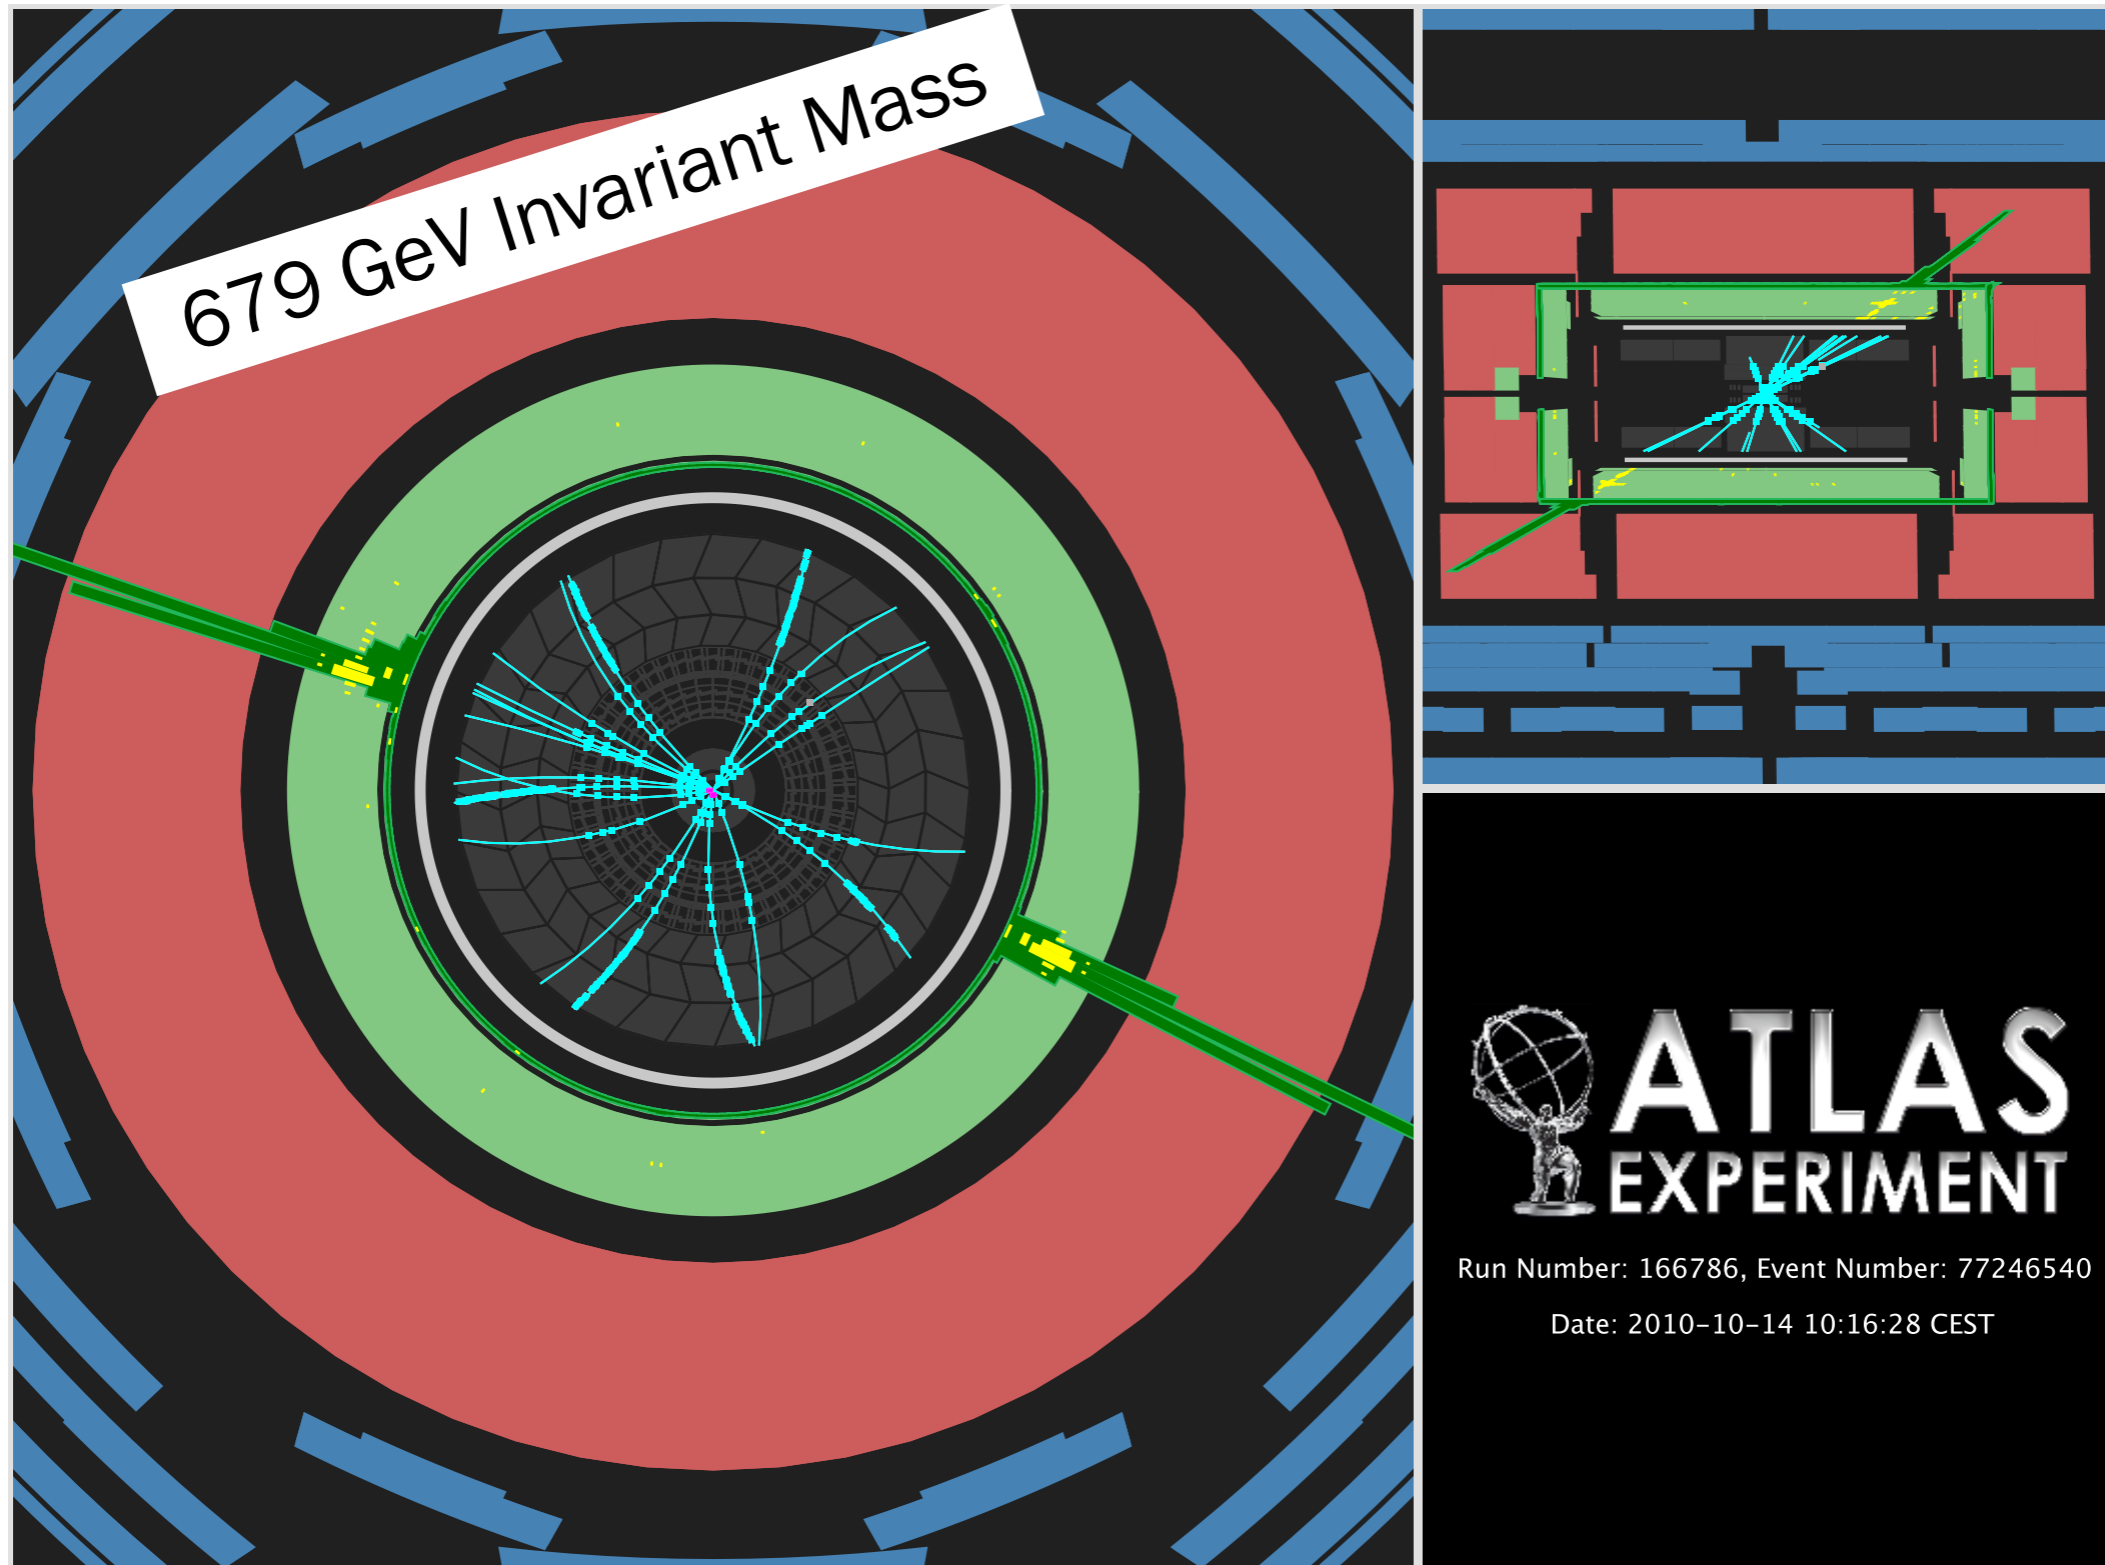 679 GeV Invariant Mass
ATLAS
EXPERIMENT
Run Number: 166786, Event Number: 77246540
Date: 2010-10-14 10:16:28 CEST